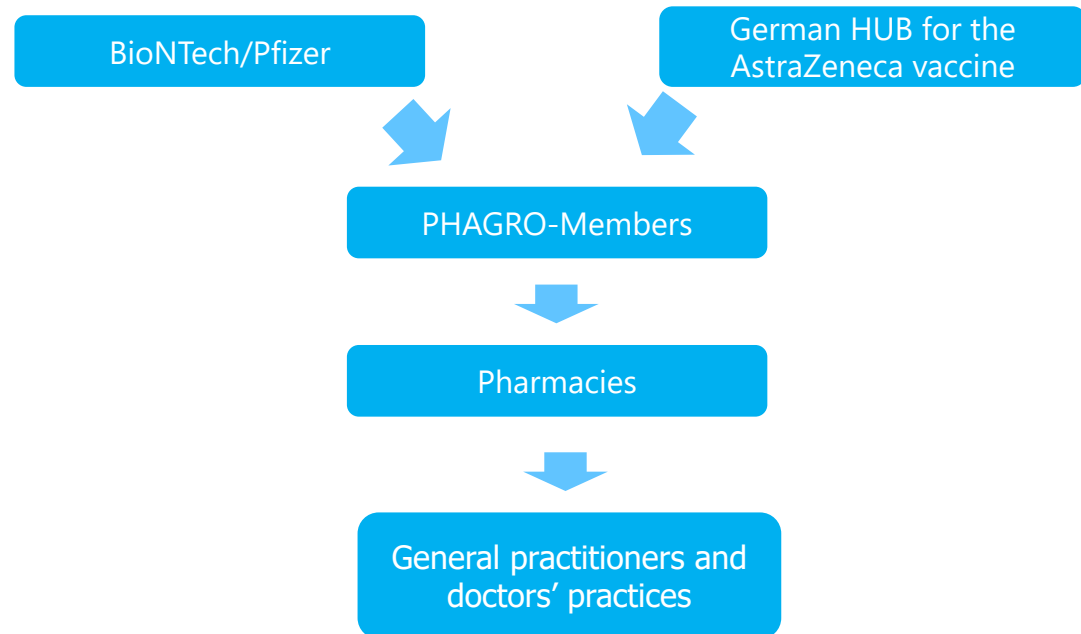 BioNTech/Pfizer
German HUB for the
AstraZeneca vaccine
PHAGRO-Members
Pharmacies
General practitioners and
doctors’ practices